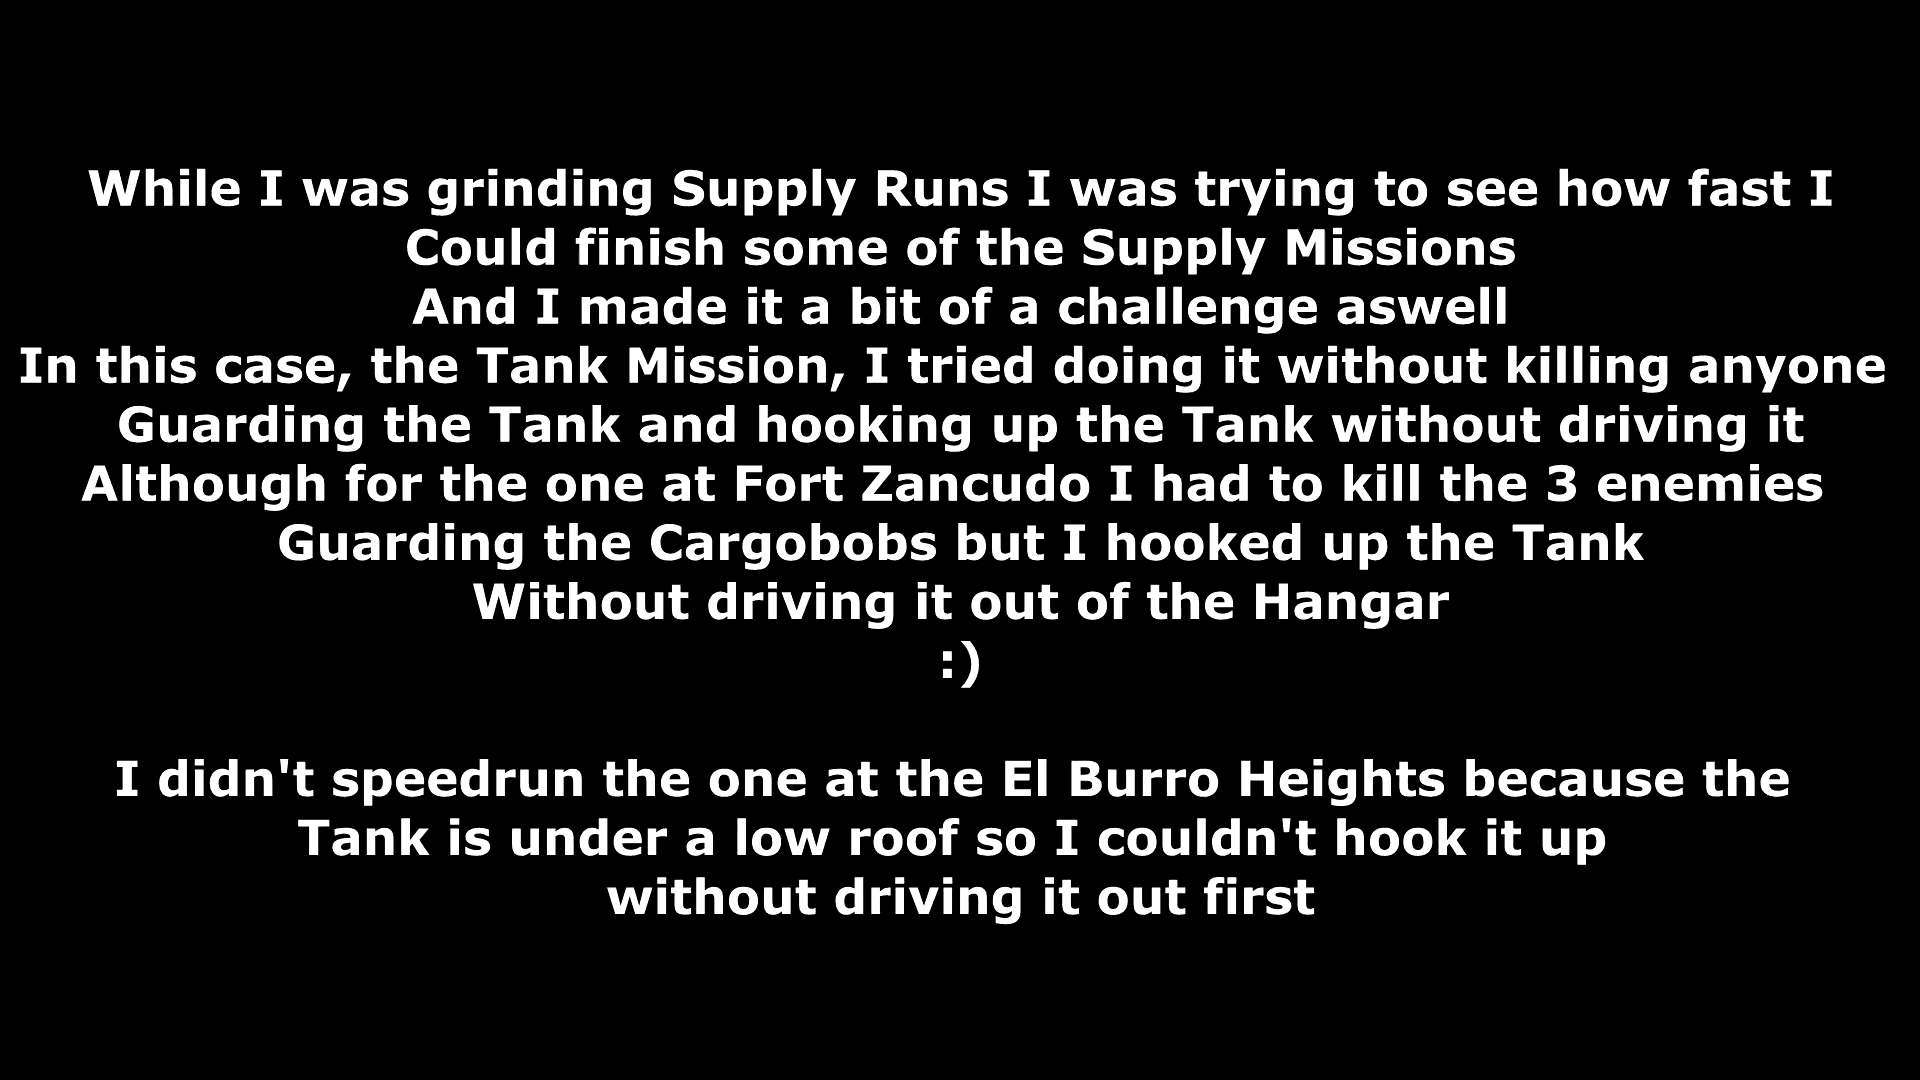 While I was grinding Supply Runs I was trying to see how fast I
Could finish some of the Supply Missions
And I made it a bit of a challenge aswell
In this case, the Tank Mission, I tried doing it without killing anyone
Guarding the Tank and hooking up the Tank without driving it
Although for the one at Fort Zancudo I had to kill the 3 enemies
Guarding the Cargobobs but I hooked up the Tank
Without driving it out of the Hangar
:)
I didn't speedrun the one at the El Burro Heights because the
Tank is under a low roof so I couldn't hook it up
without driving it out first